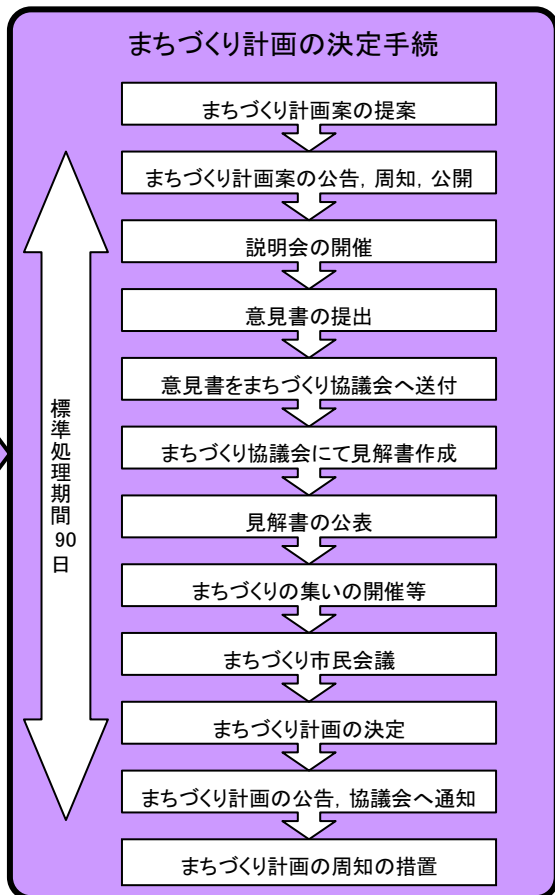 まちづくり計画の決定手続
まちづくり計画案の提案
まちづくり計画案の公告, 周知, 公開
説明会の開催
意見書の提出
意見書をまちづくり協議会へ送付
まちづくり協議会にて見解書作成
見解書の公表
まちづくりの集いの開催等
まちづくり市民会議
まちづくり計画の決定
まちづくり計画の公告, 協議会へ通知
まちづくり計画の周知の措置
標準処理期間90日